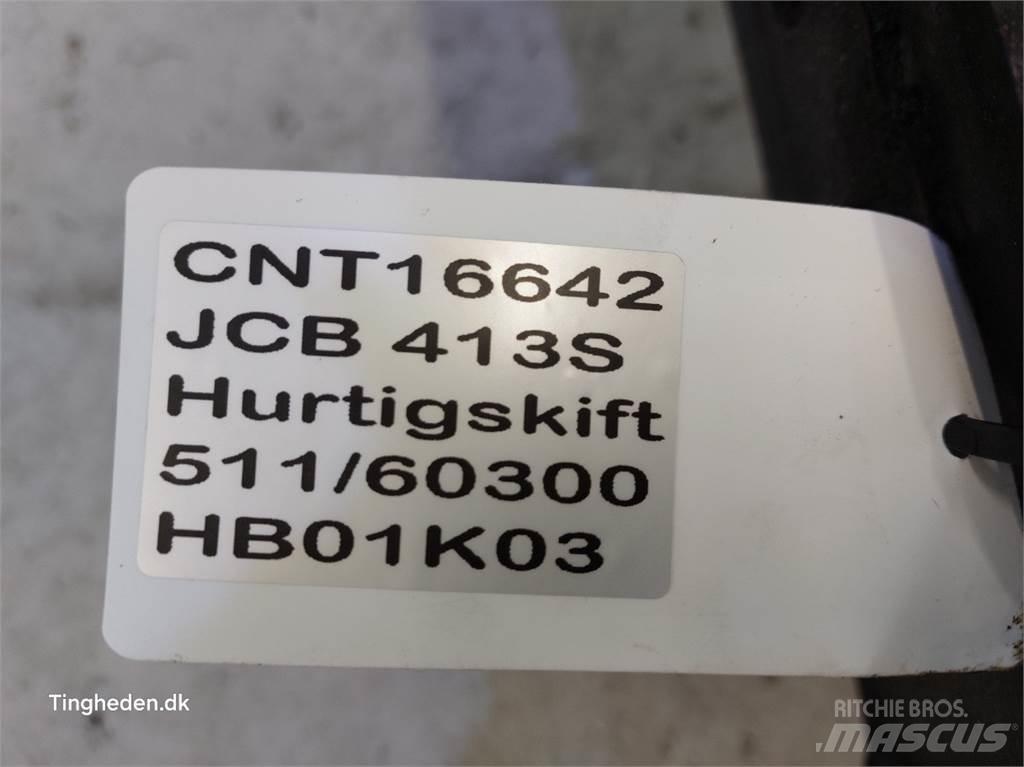 CNT16642
JCB 413S
Hurtigskift
511/60300
HB01K03
Tingheden.dk
RITCHIE BROS.
MASCUS